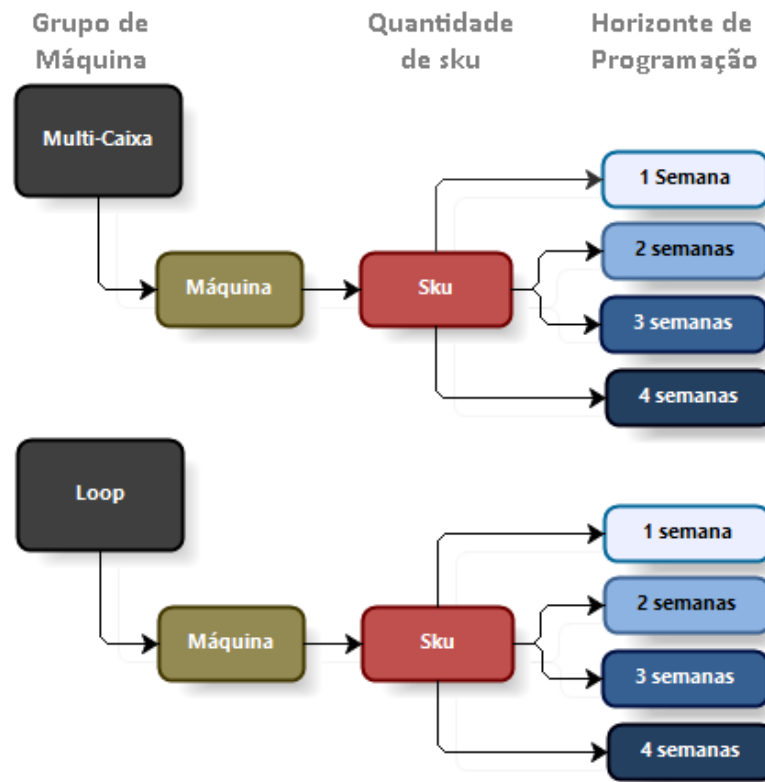 Grupo de
Máquina
Quantidade
de sku
Horizonte de
Programação
Multi-Caixa
Máquina
Sku
1 Semana
2 semanas
3 semanas
4 semanas
Loop
Máquina
Sku
1 semana
2 semanas
3 semanas
4 semanas